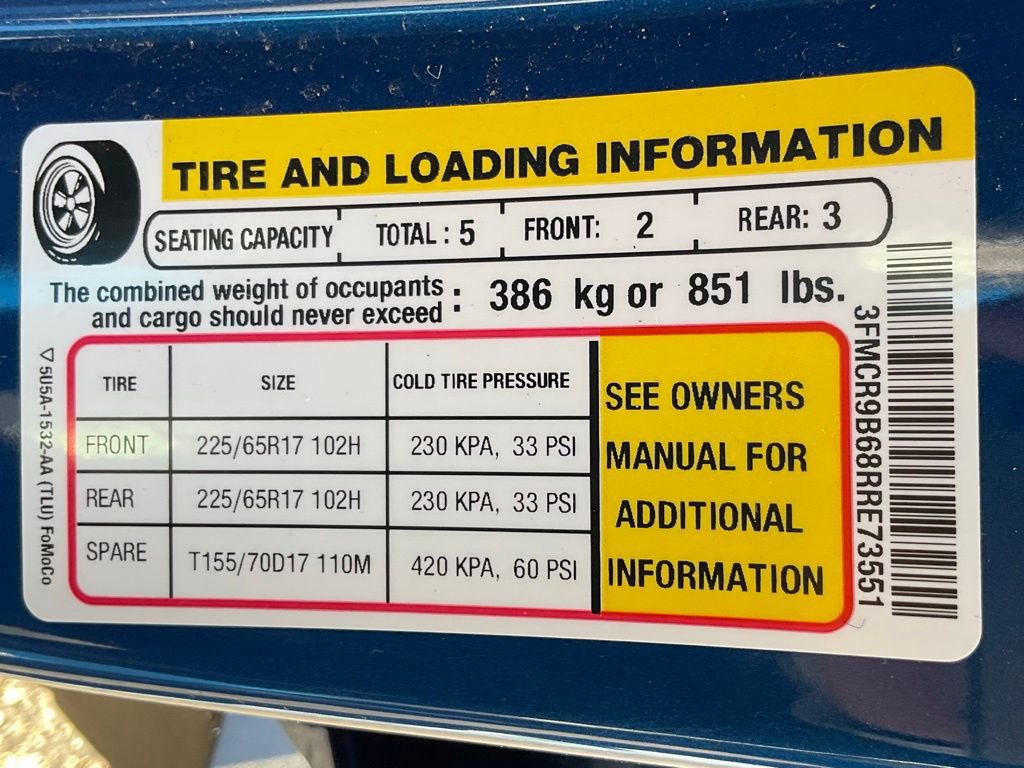 TIRE AND LOADING INFORMATION
SEATING CAPACITY TOTAL : 5 FRONT: 2 REAR: 3
The combined weight of occupants
and cargo should never exceed : 386 kg or 851 lbs.
TIRE SIZE COLD TIRE PRESSURE
FRONT 225/65R17 102H 230 KPA, 33 PSI
REAR 225/65R17 102H 230 KPA, 33 PSI
SPARE T155/70D17 110M 420 KPA, 60 PSI
SEE OWNERS
MANUAL FOR
ADDITIONAL
INFORMATION
3FMCR9B68RRE73551
5U5A-1532-AA (TLU) FoMoCo